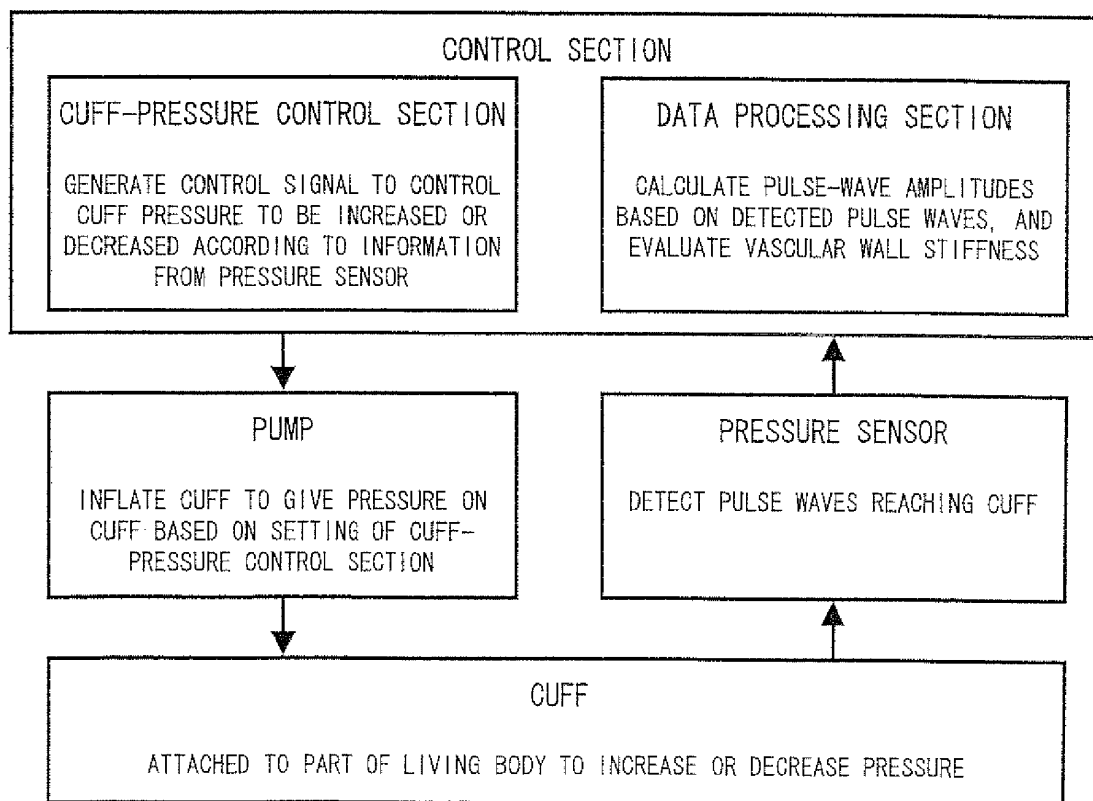 CONTROL SECTION
CUFF-PRESSURE CONTROL SECTION
GENERATE CONTROL SIGNAL TO CONTROL
CUFF PRESSURE TO BE INCREASED OR
DECREASED ACCORDING TO INFORMATION
FROM PRESSURE SENSOR
DATA PROCESSING SECTION
CALCULATE PULSE-WAVE AMPLITUDES
BASED ON DETECTED PULSE WAVES, AND
EVALUATE VASCULAR WALL STIFFNESS
PUMP
INFLATE CUFF TO GIVE PRESSURE ON
CUFF BASED ON SETTING OF CUFF-
PRESSURE CONTROL SECTION
PRESSURE SENSOR
DETECT PULSE WAVES REACHING CUFF
CUFF
ATTACHED TO PART OF LIVING BODY TO INCREASE OR DECREASE PRESSURE